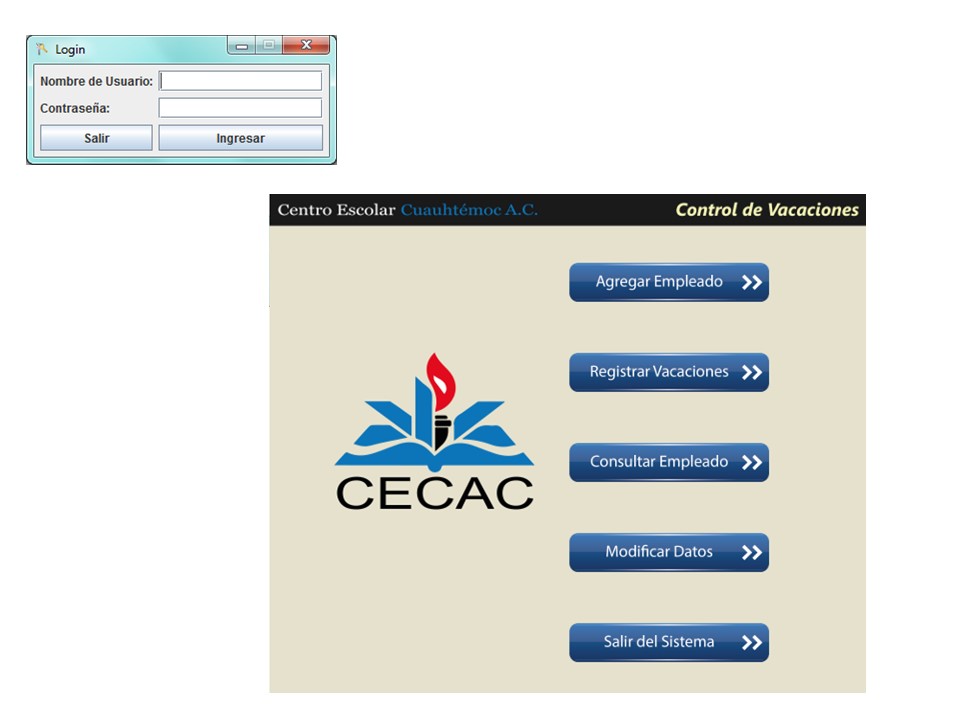 Login
Nombre de Usuario:
Contraseña:
Salir
Ingresar
Centro Escolar Cuauhtémoc A.C.
Control de Vacaciones
Agregar Empleado
Registrar Vacaciones
Consultar Empleado
Modificar Datos
Salir del Sistema
CECAC